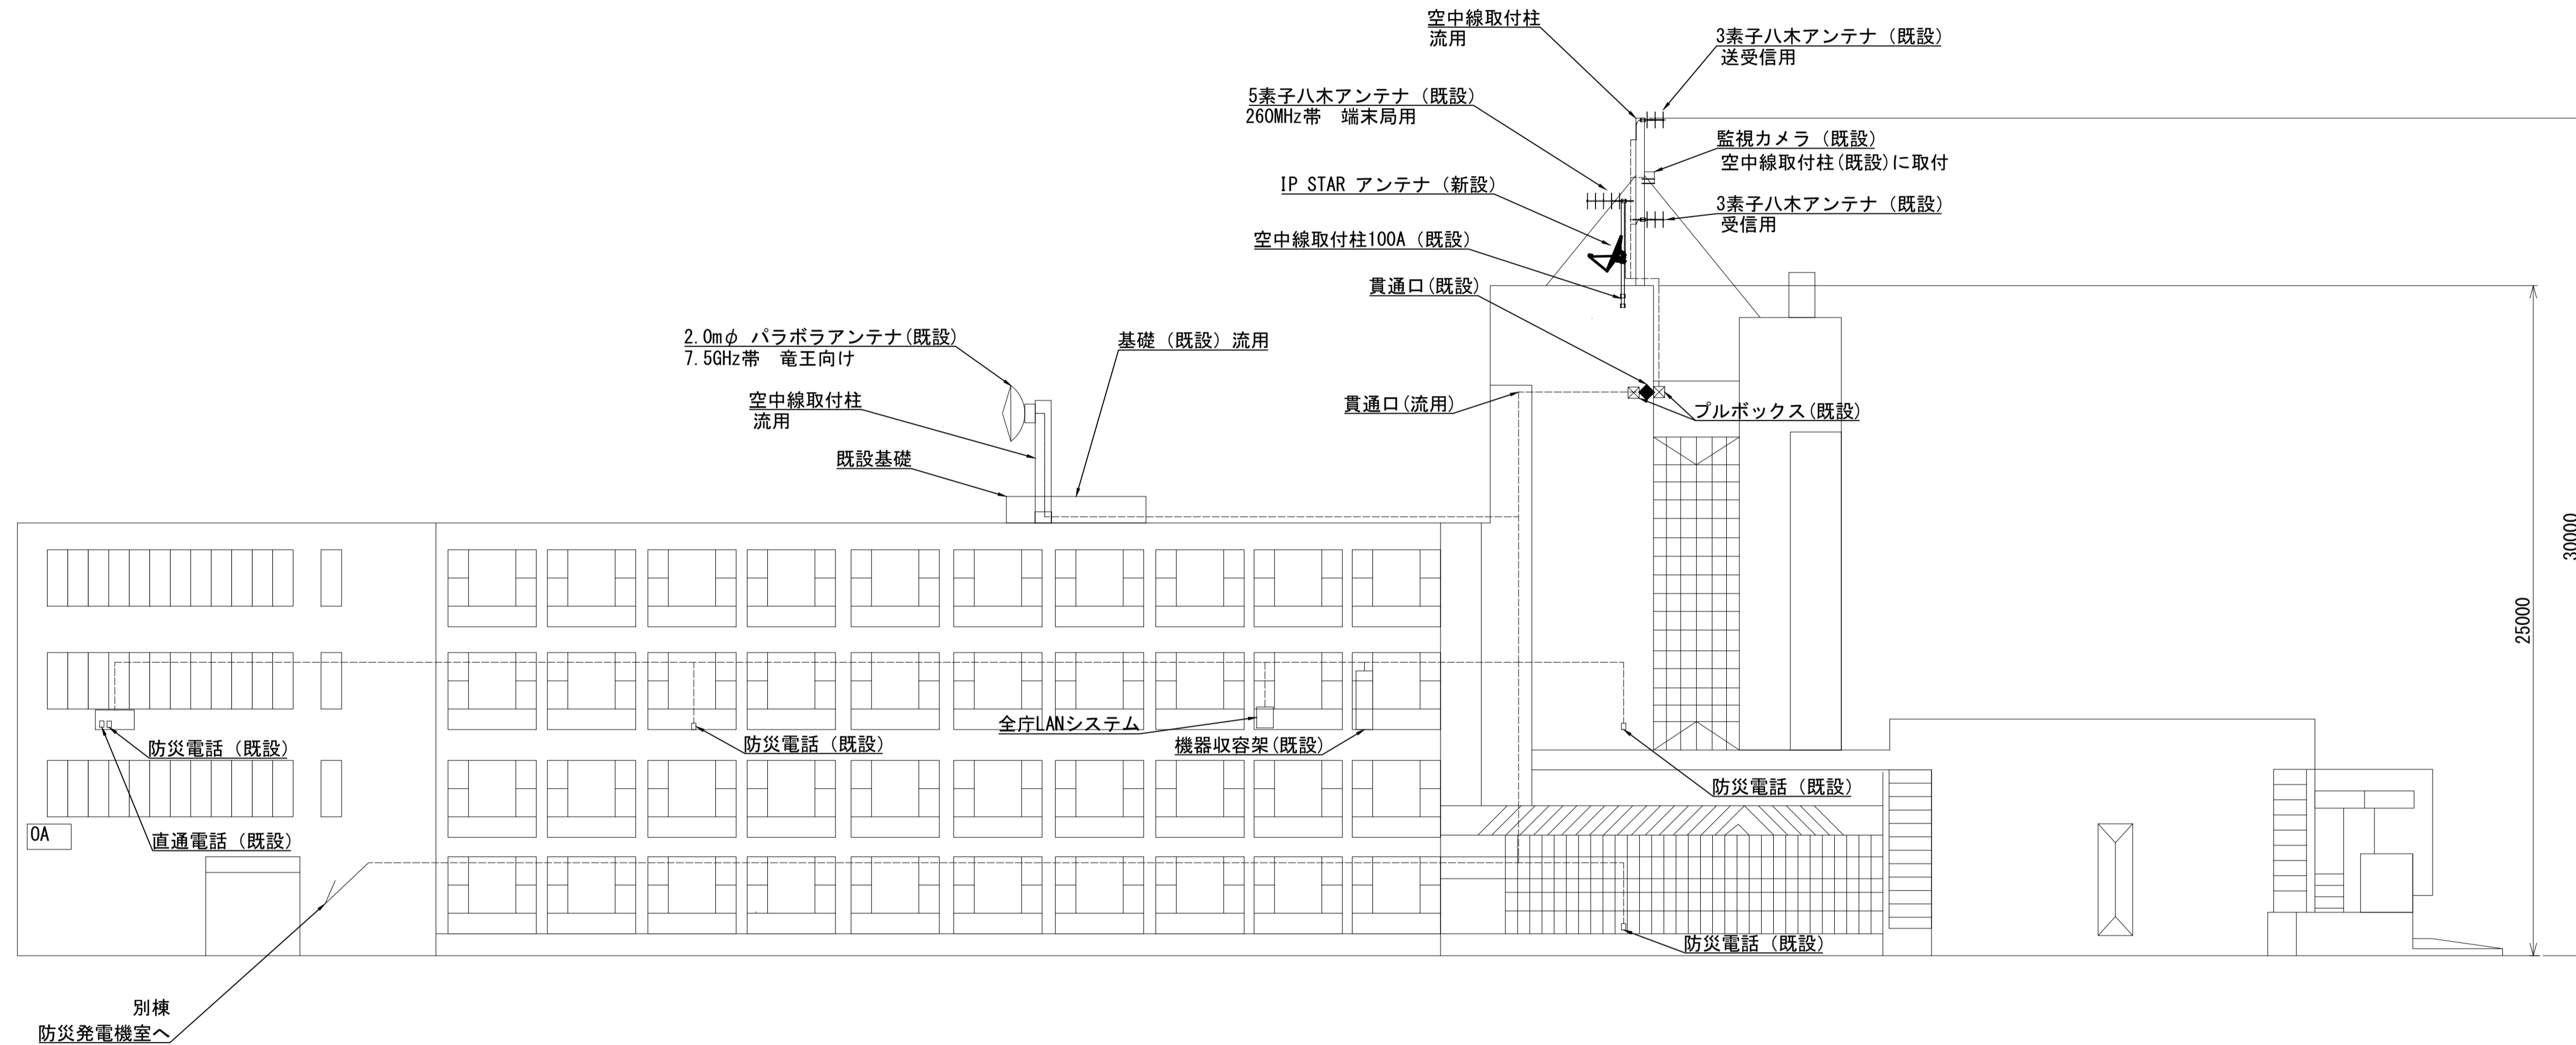 空中線取付柱
流用
3素子八木アンテナ（既設）
送受信用
5素子八木アンテナ（既設）
260MHz帯　端末局用
監視カメラ（既設）
空中線取付柱(既設)に取付
IP STAR アンテナ（新設）
3素子八木アンテナ（既設）
受信用
空中線取付柱100A（既設）
貫通口(既設)
2.0mφ パラボラアンテナ(既設)
7.5GHz帯　竜王向け
基礎（既設）流用
空中線取付柱
流用
貫通口(流用)
プルボックス(既設)
既設基礎
30000
25000
全庁LANシステム
防災電話（既設）
防災電話（既設）
機器収容架(既設)
防災電話（既設）
OA
直通電話（既設）
防災電話（既設）
別棟
防災発電機室へ